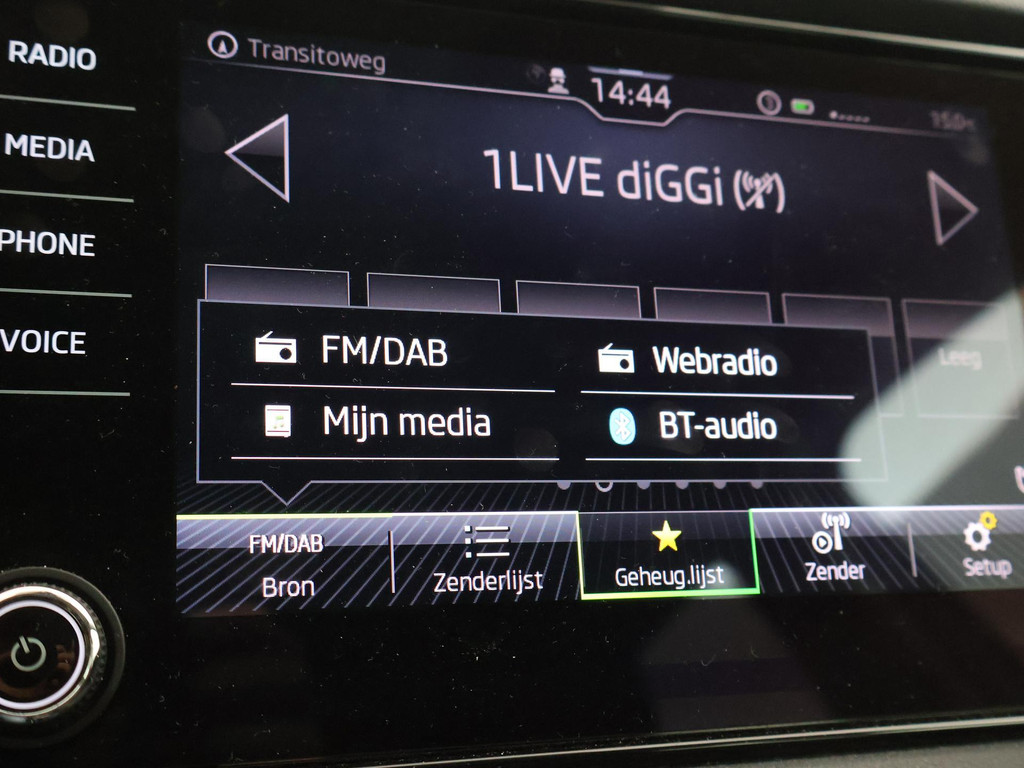 RADIO
MEDIA
PHONE
VOICE
Transitoweg
14:44
1LIVE diGGi
Leeg
FM/DAB
Webradio
Mijn media
BT-audio
FM/DAB
Bron
Zenderlijst
Geheug.lijst
Zender
Setup